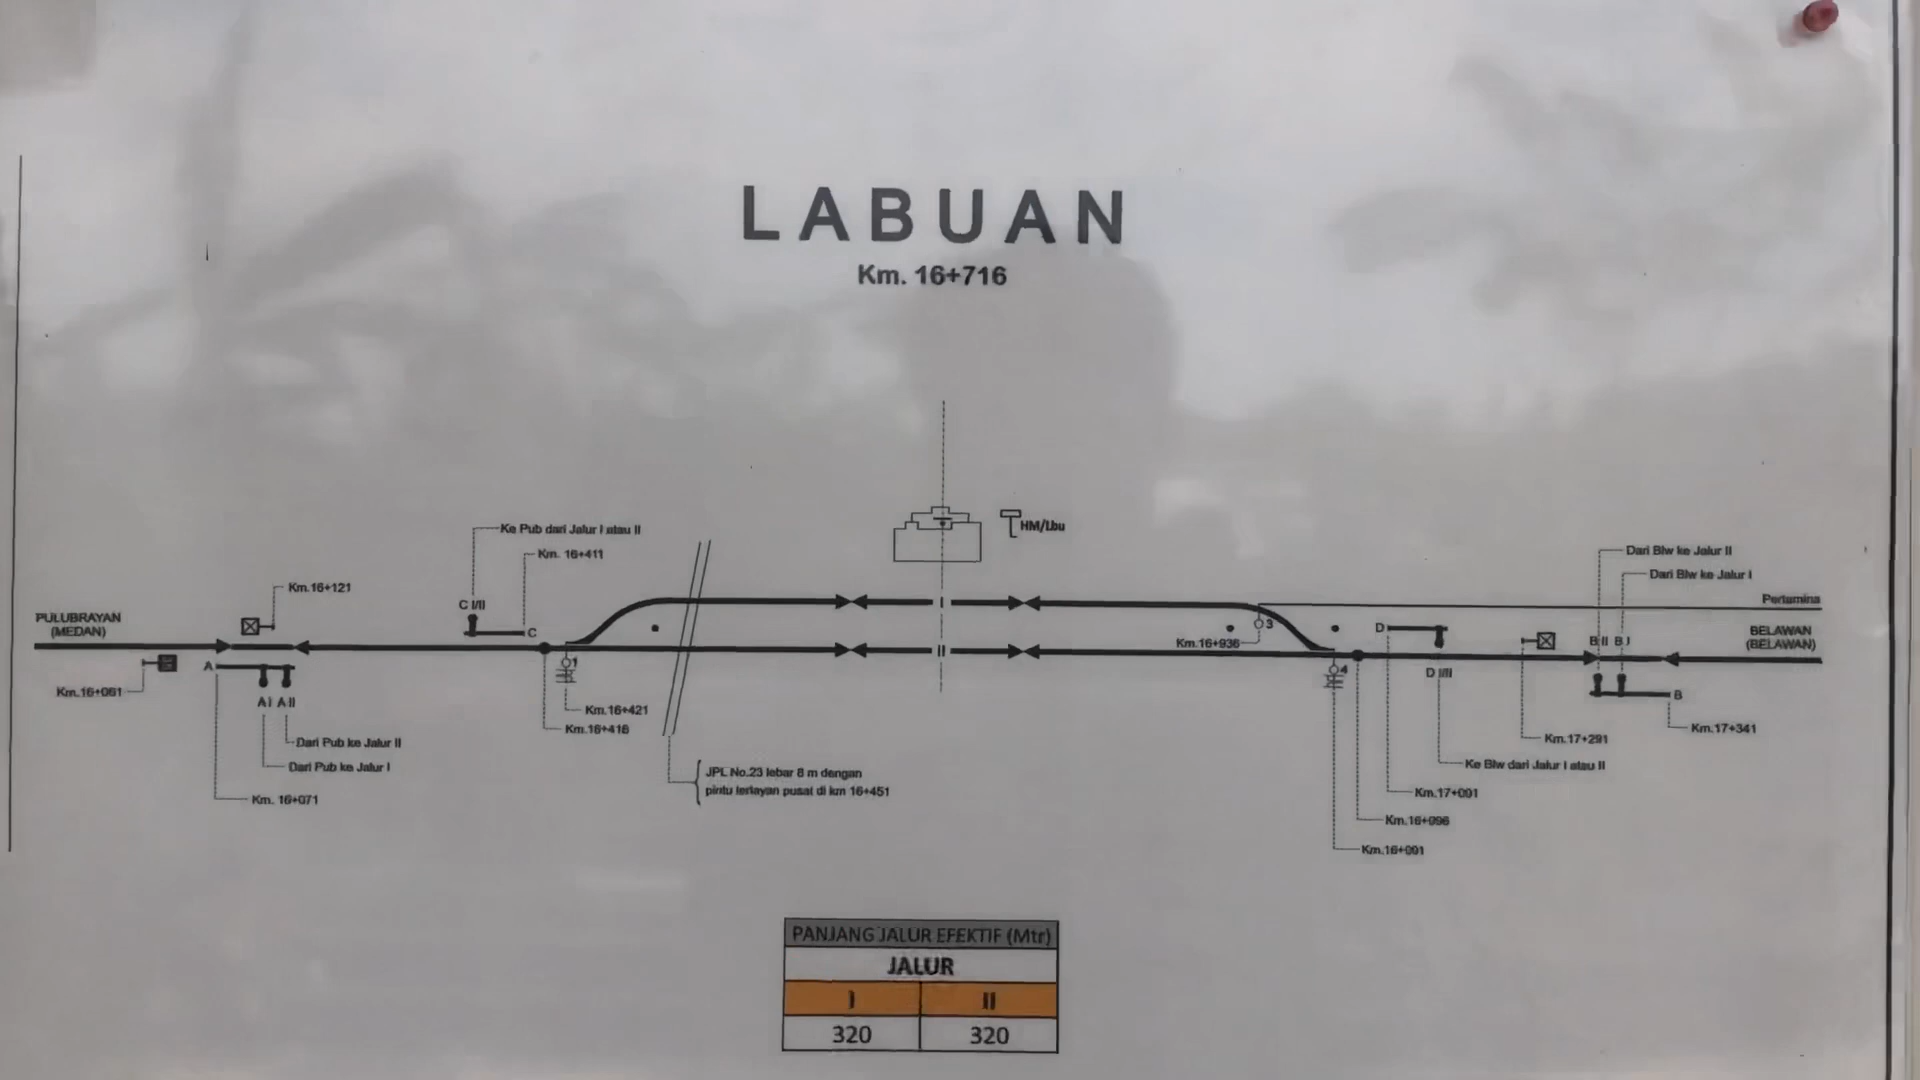 LABUAN
Km. 16+716
HM/Lbu
Ke Pub dari Jalur I atau II
Km. 16+411
Km.16+121
C I/II
C
PULUBRAYAN
(MEDAN)
A
Km.16+061
A I A II
Dari Pub ke Jalur II
Dari Pub ke Jalur I
Km. 16+071
1
Km.16+421
Km.16+416
JPL No.23 lebar 8 m dengan
pintu terlayan pusat di km 16+451
I
II
Dari Blw ke Jalur II
Dari Blw ke Jalur I
Pertamina
3
Km.16+936
D
BELAWAN
(BELAWAN)
B II B I
4
D I/II
B
Km.17+341
Km.17+291
Ke Blw dari Jalur I atau II
Km.17+091
Km.16+996
Km.16+991
PANJANG JALUR EFEKTIF (Mtr)
JALUR
I II
320 320